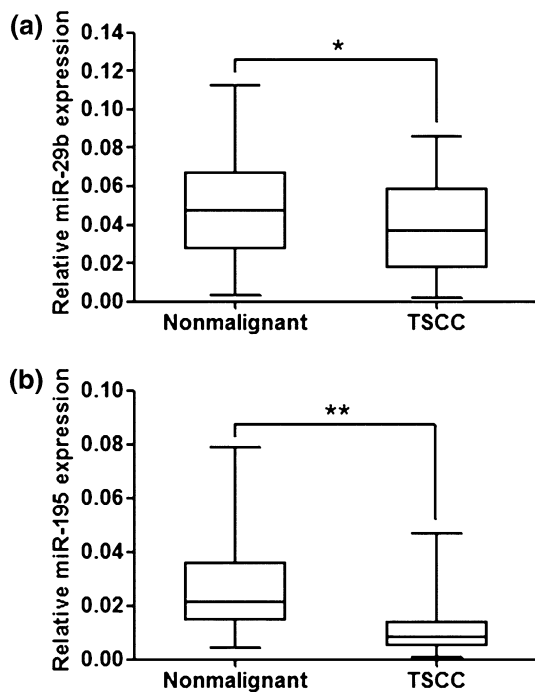 (a)
Relative miR-29b expression
0.14
0.12
0.10
0.08
0.06
0.04
0.02
0.00
*
Nonmalignant
TSCC
(b)
Relative miR-195 expression
0.10
0.08
0.06
0.04
0.02
0.00
**
Nonmalignant
TSCC